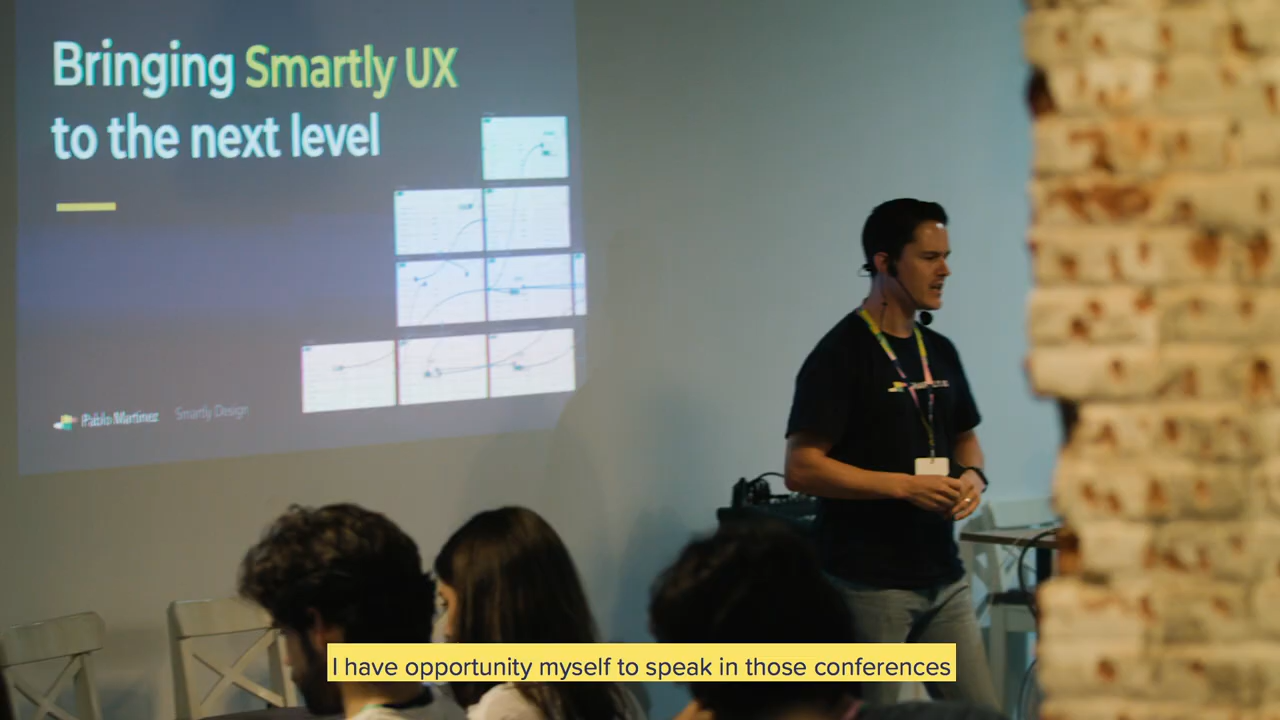 Bringing Smartly UX
to the next level
Pablo Martinez Smartly Design
I have opportunity myself to speak in those conferences